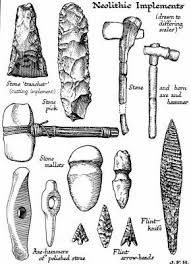 Neolithic Implements
(drawn to
differing
scales)
Stone "tranchet"
(cutting implement)
Stone
pick
Stone
and horn
axe and
hammer
Stone
mallets
Flint
knife
Axe-hammers
of polished stone
Flint
arrow-heads
J.F.H.